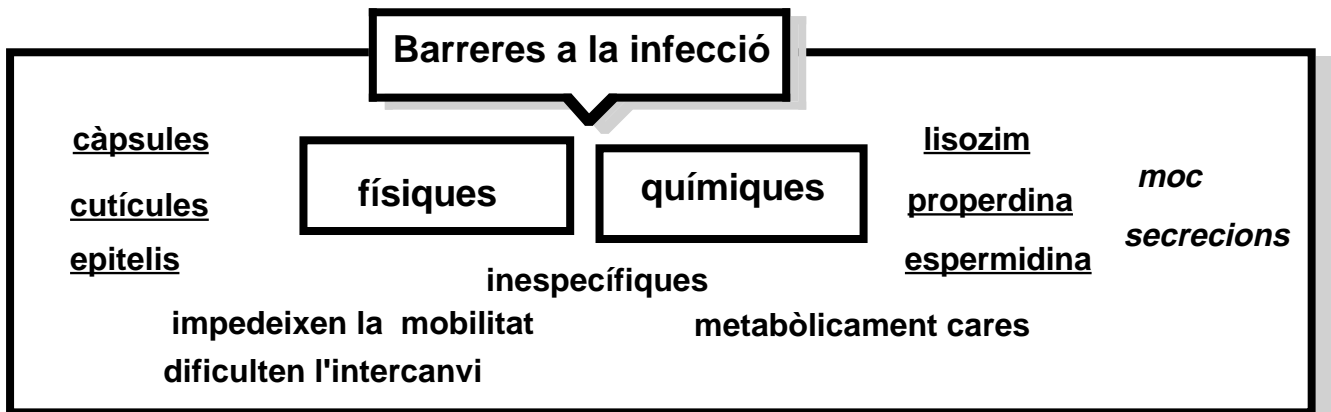 Barreres a la infecció
càpsules
cutícules
epitelis
físiques
químiques
lisozim
properdina
espermidina
moc
secrecions
inespecífiques
impedeixen la mobilitat
dificulten l'intercanvi
metabòlicament cares